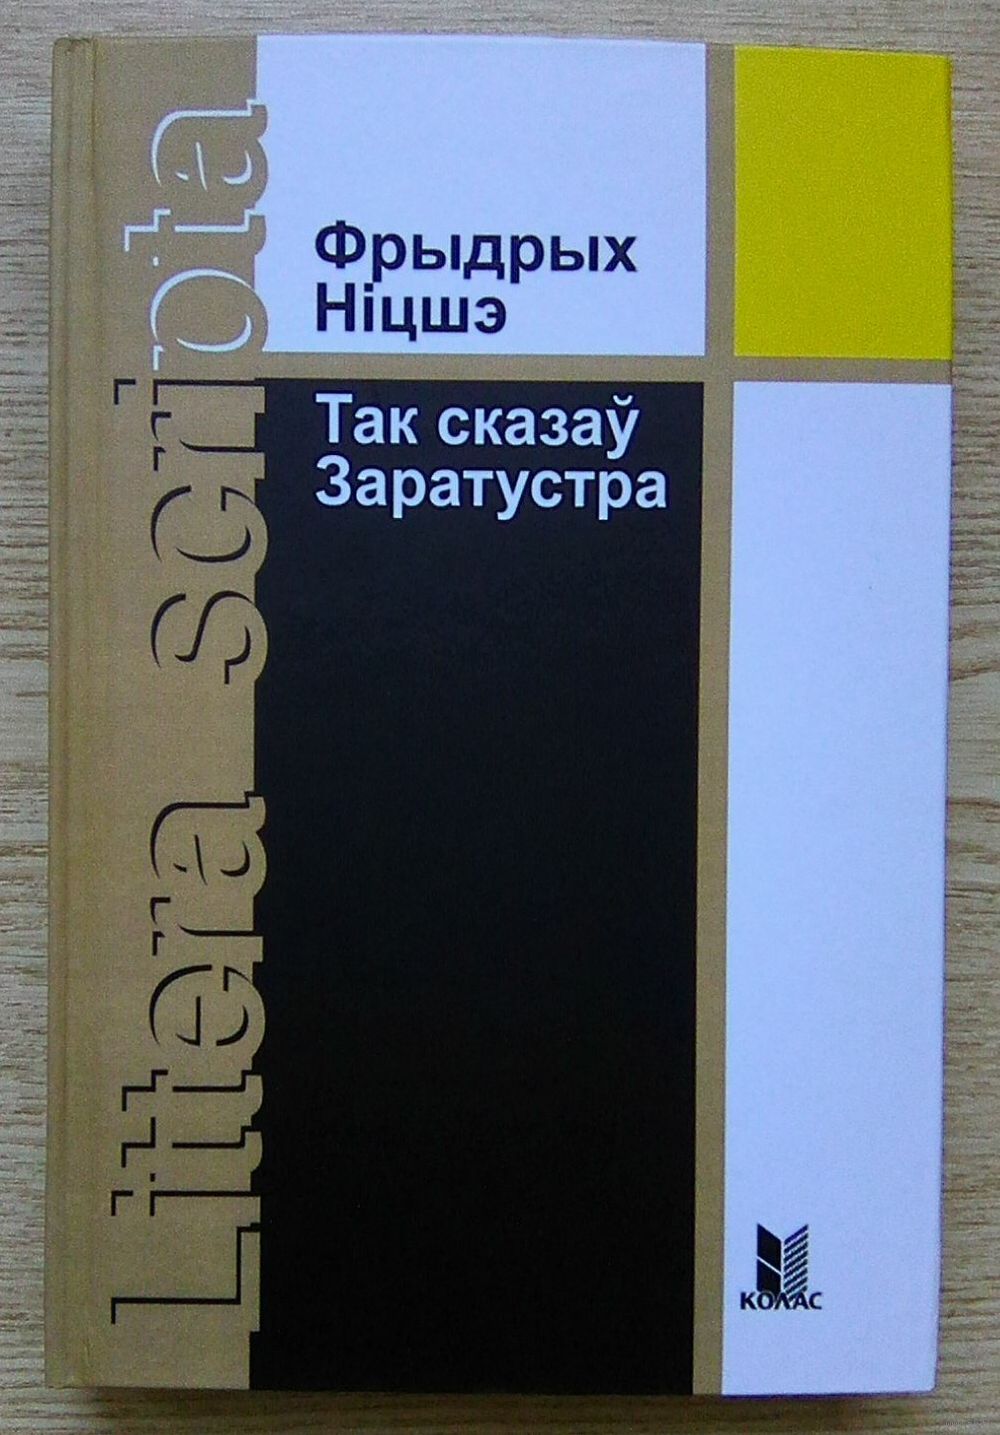 Litera scripta
Фрыдрых
Ніцшэ
Так сказаў
Заратустра
КОЛАС